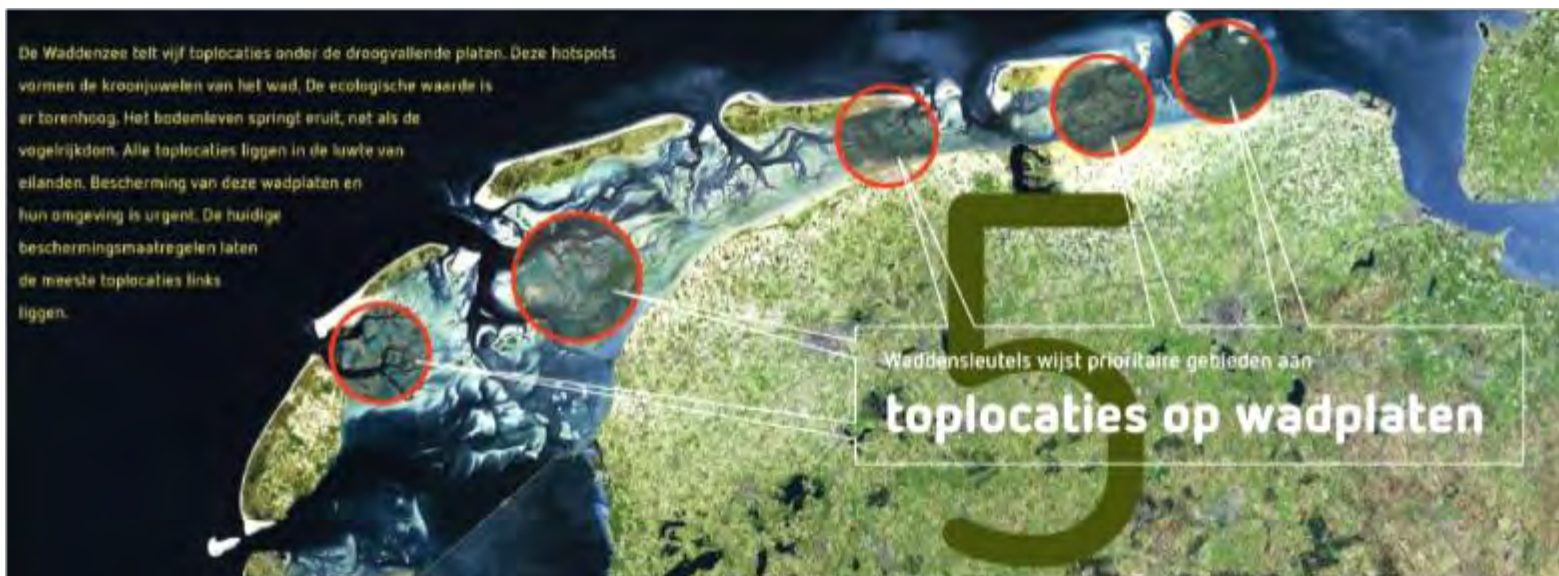 De Waddenzee telt vijf toplocaties onder de droogvallende platen. Deze hotspots
vormen de kroonjuwelen van het wad. De ecologische waarde is
er torenhoog. Het bodemleven springt eruit, net als de
vogelrijkdom. Alle toplocaties liggen in de luwte van
eilanden. Bescherming van deze wadplaten en
hun omgeving is urgent. De huidige
beschermingsmaatregelen laten
de meeste toplocaties links
liggen.
5
Waddensleutels wijst prioritaire gebieden aan
toplocaties op wadplaten